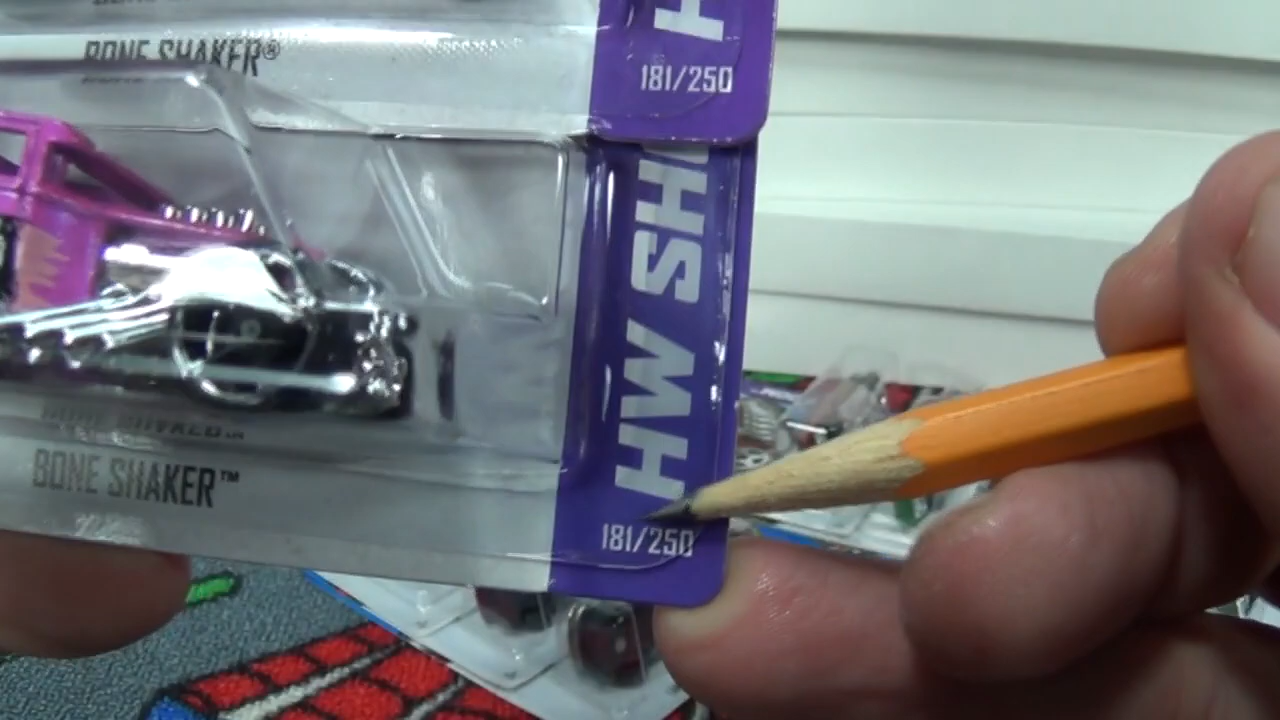 BONE SHAKER®
H
181/250
HW SH
BONE SHAKER™
181/250